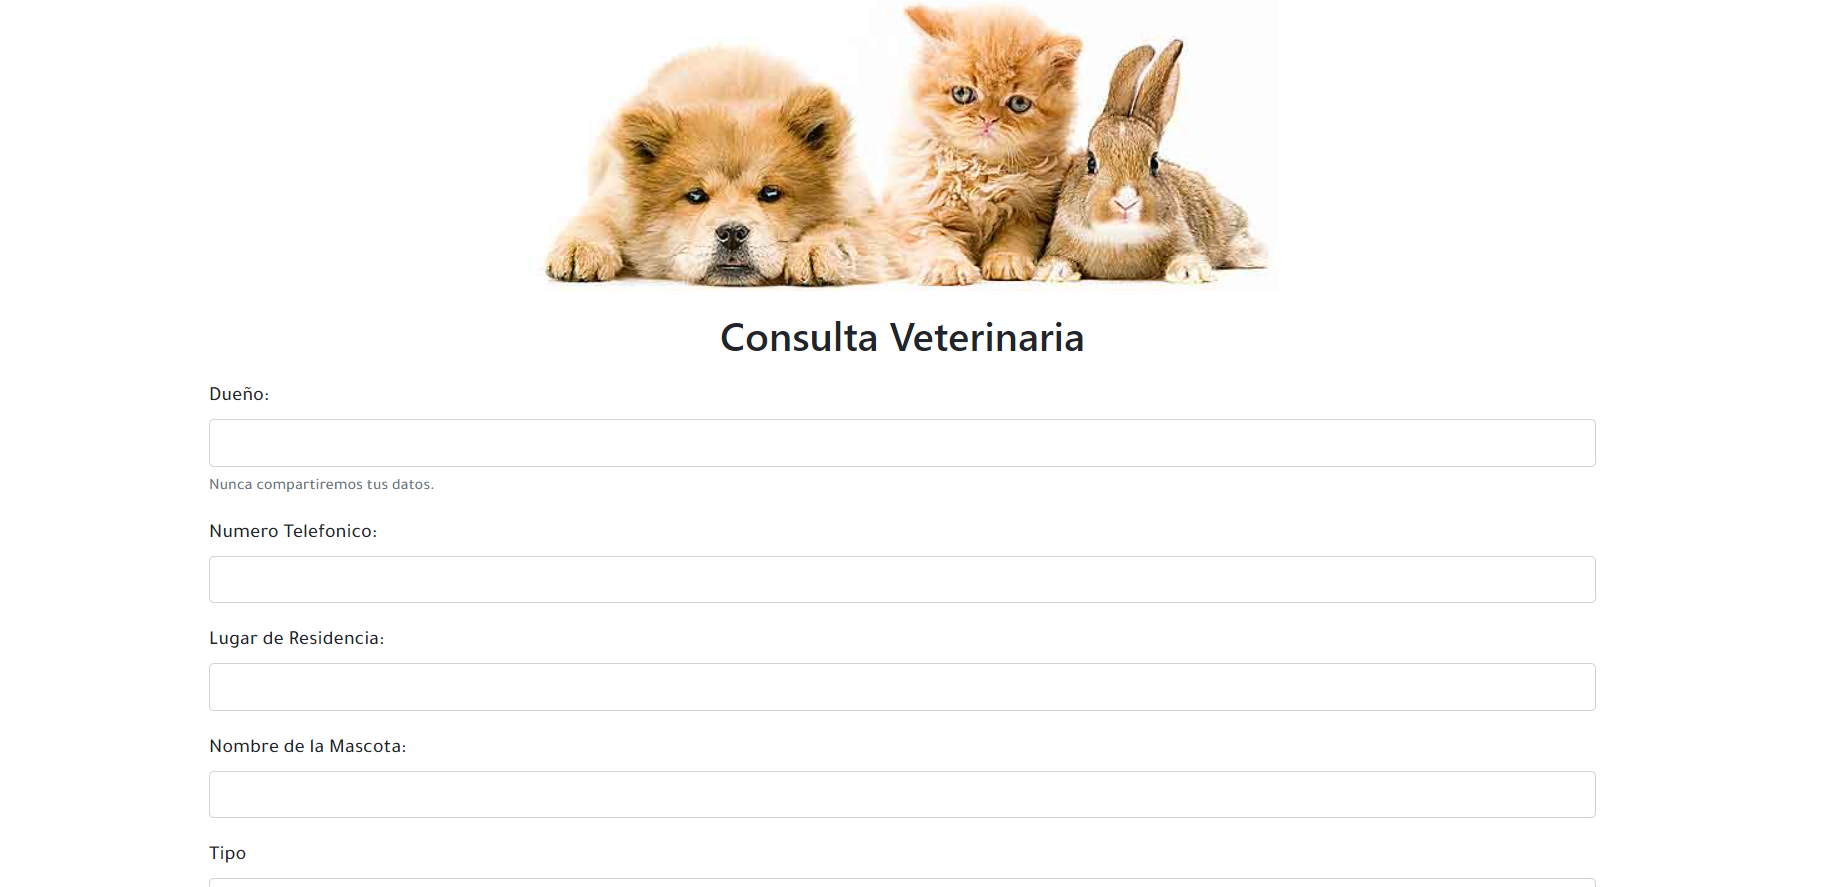 Consulta Veterinaria
Dueño:
Nunca compartiremos tus datos.
Numero Telefonico:
Lugar de Residencia:
Nombre de la Mascota:
Tipo